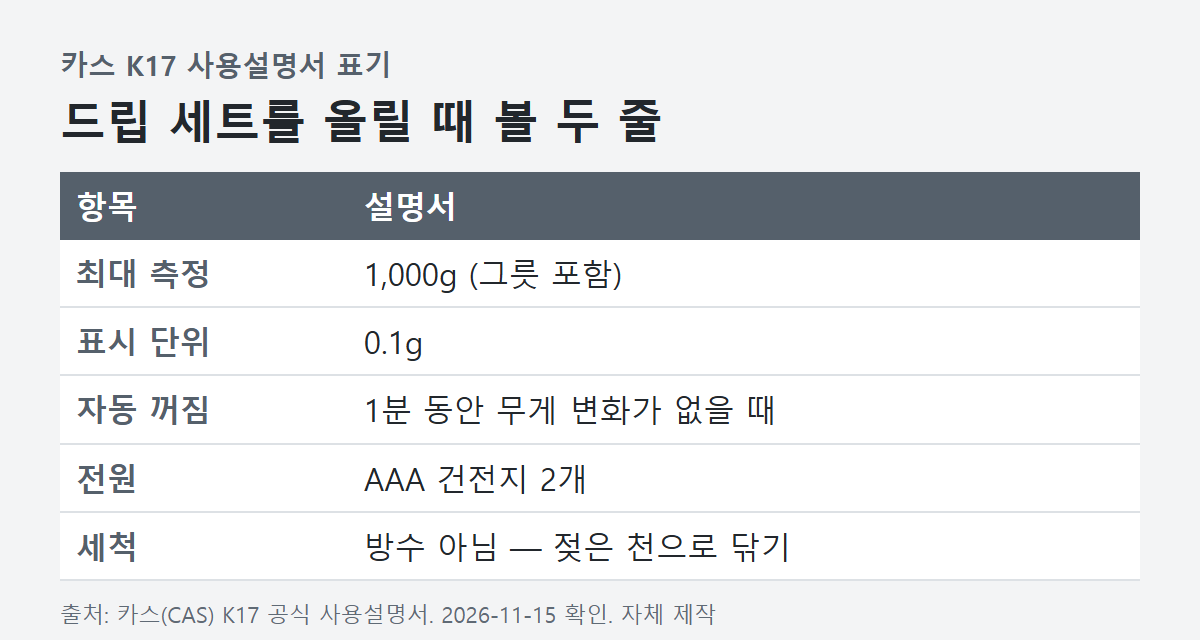 카스 K17 사용설명서 표기
드립 세트를 올릴 때 볼 두 줄
항목 설명서
최대 측정 1,000g (그릇 포함)
표시 단위 0.1g
자동 꺼짐 1분 동안 무게 변화가 없을 때
전원 AAA 건전지 2개
세척 방수 아님 — 젖은 천으로 닦기
출처: 카스(CAS) K17 공식 사용설명서. 2026-11-15 확인. 자체 제작